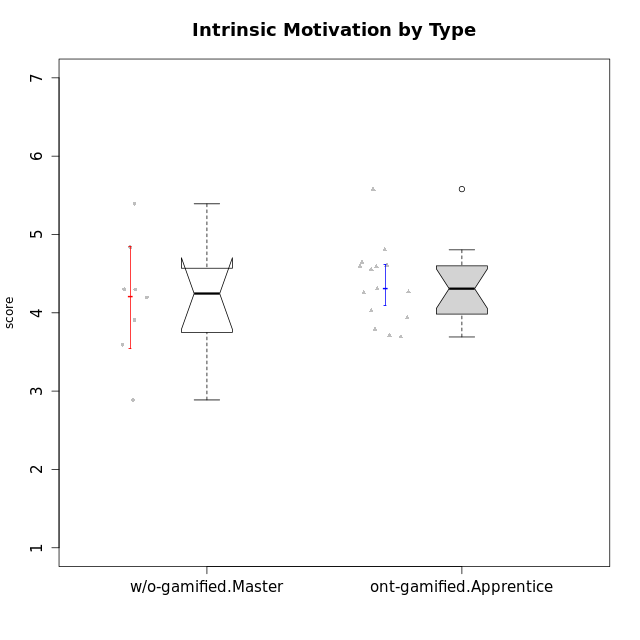 Intrinsic Motivation by Type
7
6
5
4
3
2
1
score
w/o-gamified.Master
ont-gamified.Apprentice